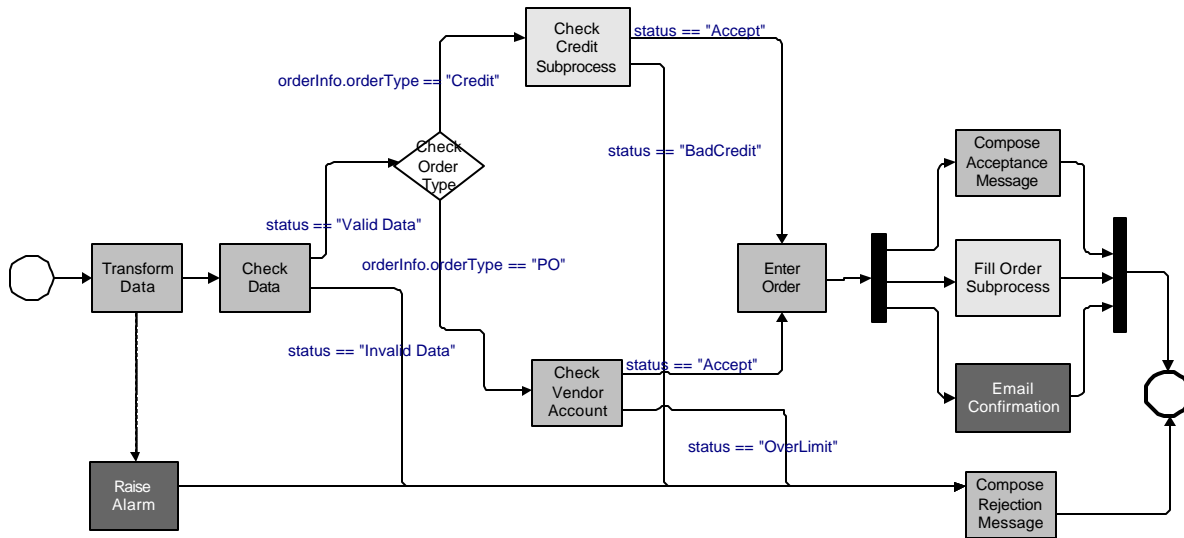 Check
Credit
Subprocess
status == "Accept"
orderInfo.orderType == "Credit"
Check
Order
Type
status == "BadCredit"
Compose
Acceptance
Message
status == "Valid Data"
Transform
Data
Check
Data
orderInfo.orderType == "PO"
Enter
Order
Fill Order
Subprocess
status == "Invalid Data"
Check
Vendor
Account
status == "Accept"
Email
Confirmation
status == "OverLimit"
Raise
Alarm
Compose
Rejection
Message